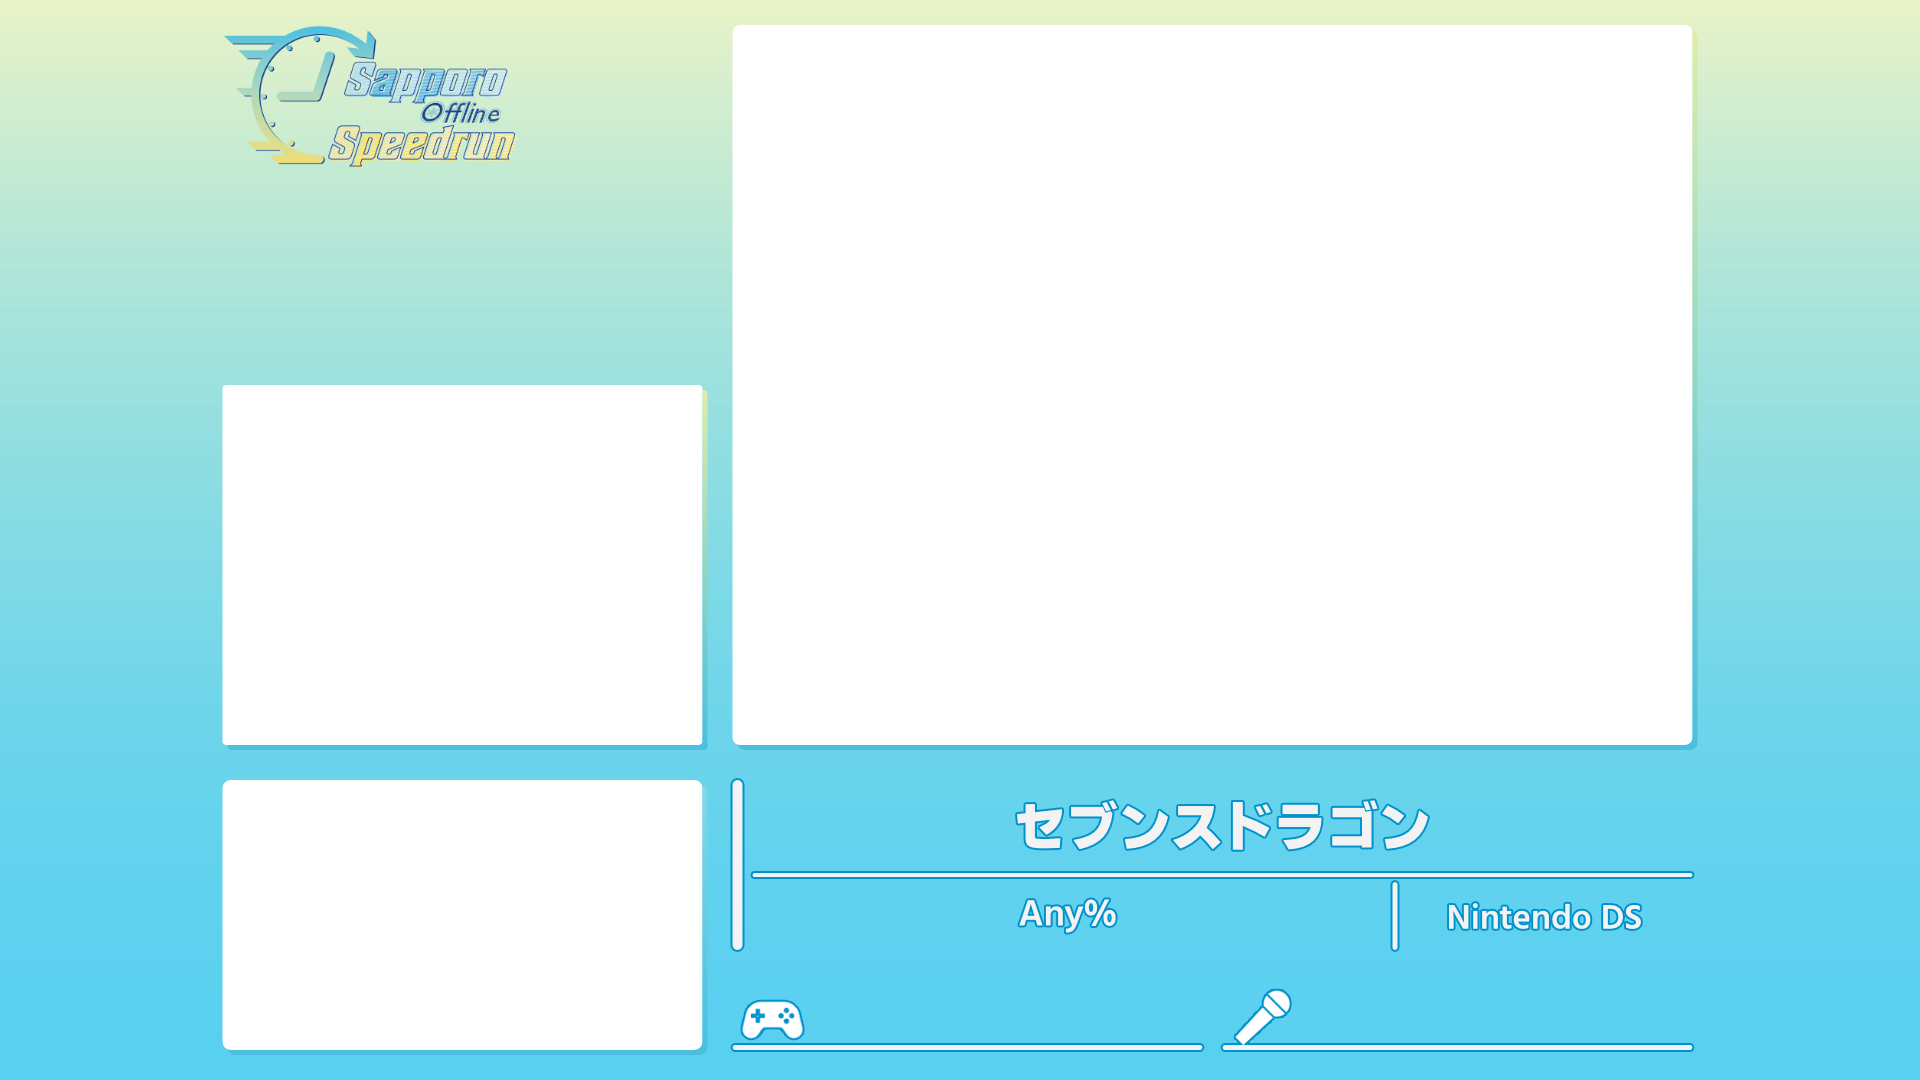 Sapporo
Offline
Speedrun
セブンスドラゴン
Any%
Nintendo DS